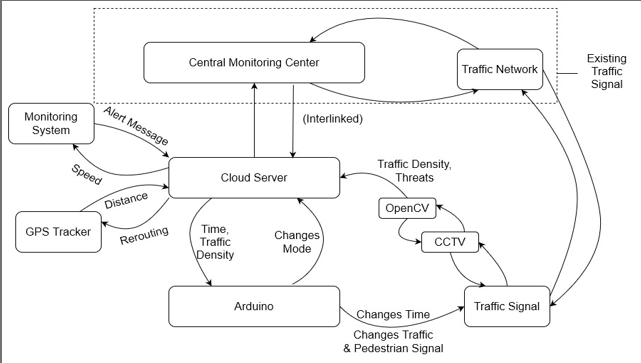 Central Monitoring Center
Traffic Network
Existing
Traffic
Signal
Monitoring
System
Alert Message
(Interlinked)
Speed
Cloud Server
Traffic Density,
Threats
Distance
OpenCV
GPS Tracker
Rerouting
Time,
Traffic
Density
Changes
Mode
CCTV
Arduino
Changes Time
Traffic Signal
Changes Traffic
& Pedestrian Signal